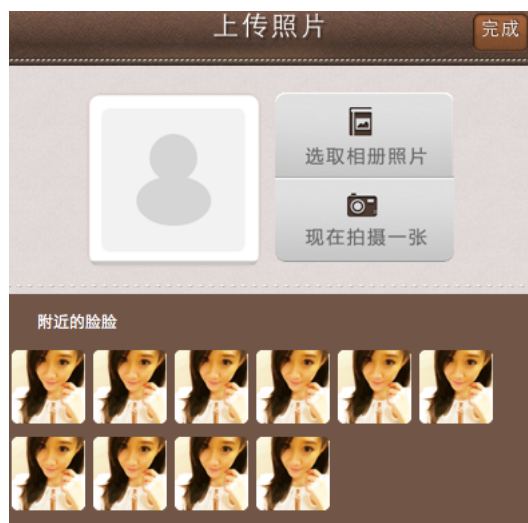 上传照片
完成
选取相册照片
现在拍摄一张
附近的脸脸